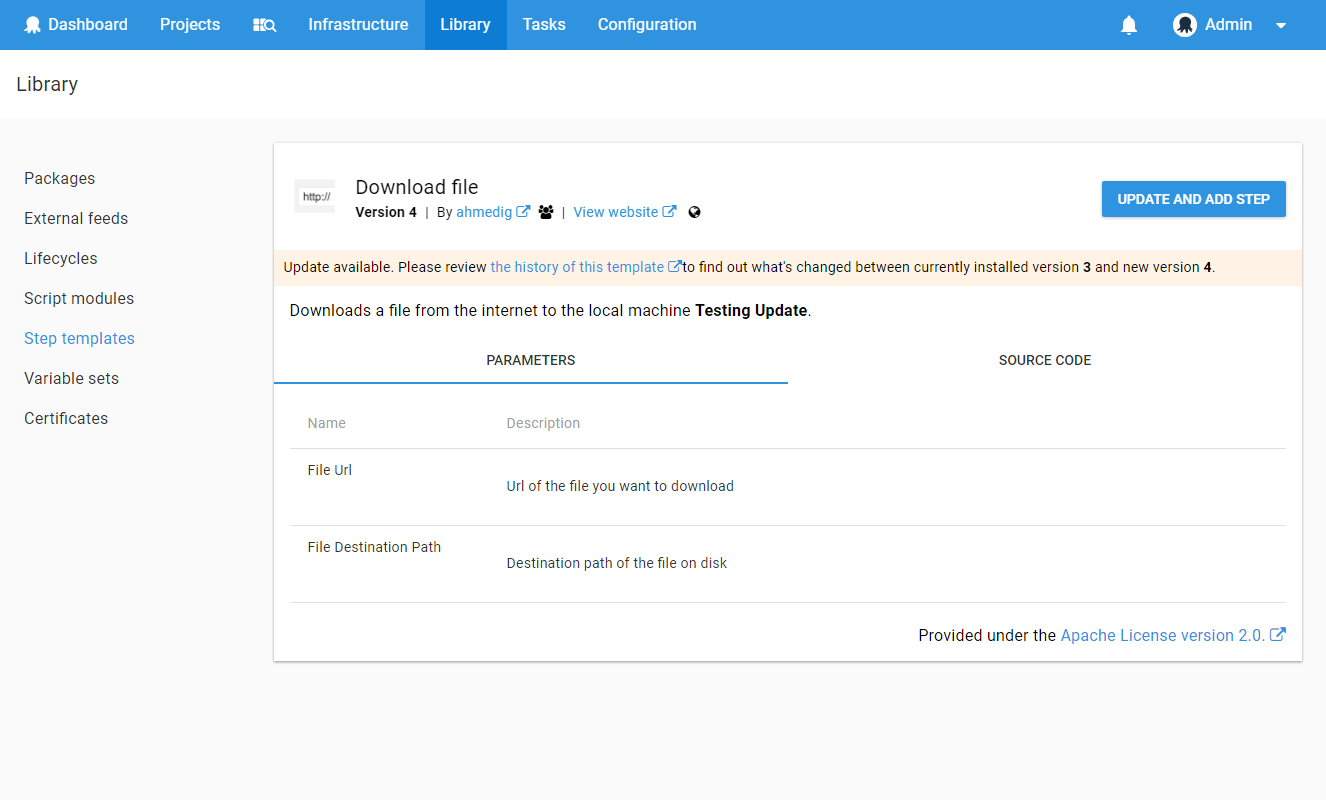 Dashboard Projects Infrastructure Library Tasks Configuration Admin
Library
Packages
External feeds
Lifecycles
Script modules
Step templates
Variable sets
Certificates
http://
Download file
Version 4 | By ahmedig | View website
UPDATE AND ADD STEP
Update available. Please review the history of this template to find out what's changed between currently installed version 3 and new version 4.
Downloads a file from the internet to the local machine Testing Update.
PARAMETERS SOURCE CODE
Name Description
File Url
Url of the file you want to download
File Destination Path
Destination path of the file on disk
Provided under the Apache License version 2.0.